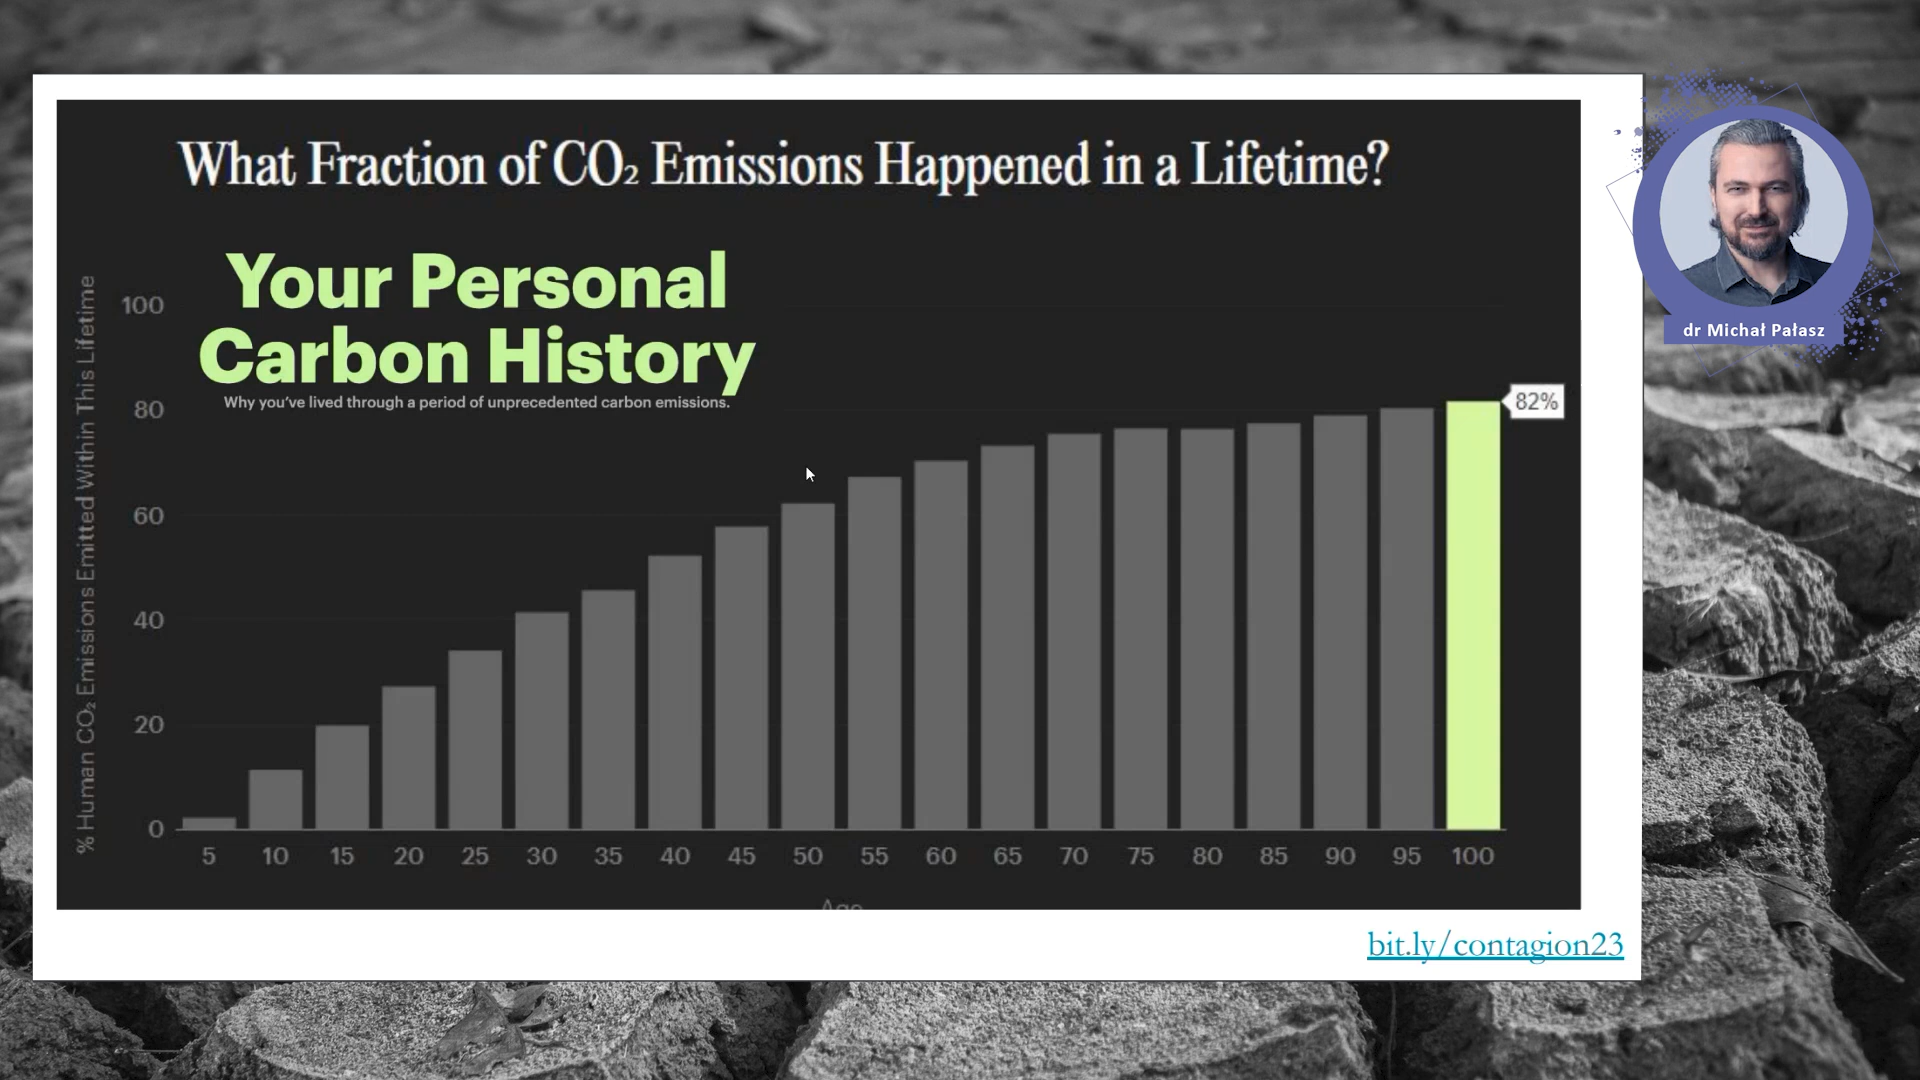 What Fraction of CO₂ Emissions Happened in a Lifetime?
Your Personal
Carbon History
Why you've lived through a period of unprecedented carbon emissions.
% Human CO₂ Emissions Emitted Within This Lifetime
100
80
60
40
20
0
82%
5 10 15 20 25 30 35 40 45 50 55 60 65 70 75 80 85 90 95 100
Age
bit.ly/contagion23
dr Michał Pałasz